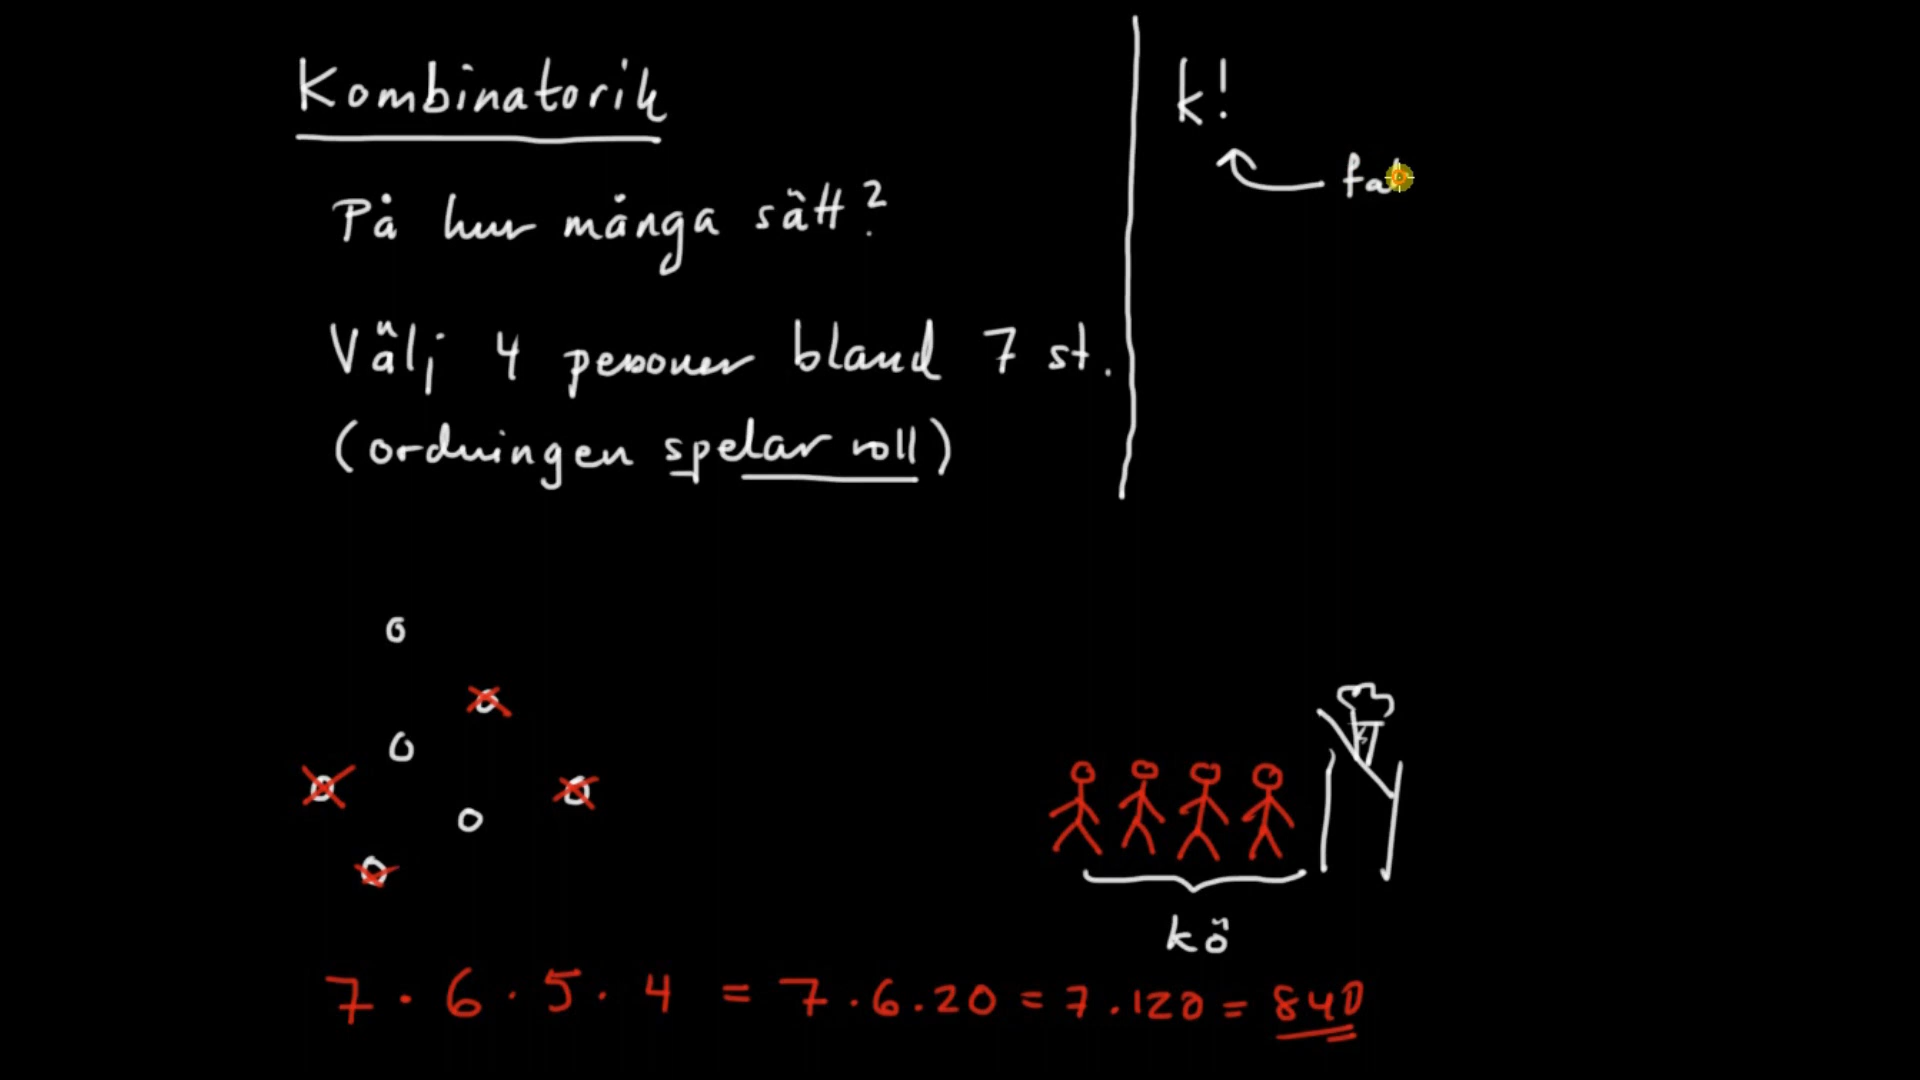 Kombinatorik
På hur många sätt?
Välj 4 personer bland 7 st.
(ordningen spelar roll)
k!
fak
kö
7 · 6 · 5 · 4 = 7 · 6 · 20 = 7 · 120 = 840